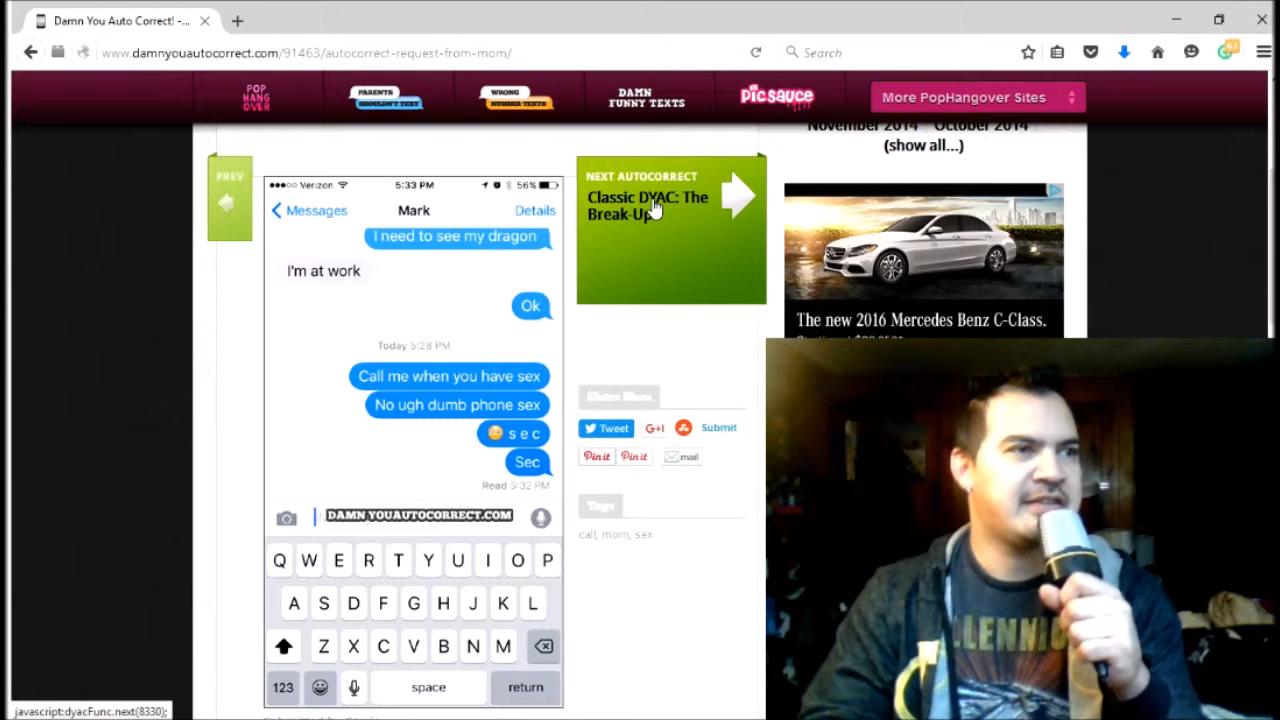 Damn You Auto Correct! -...
www.damnyouautocorrect.com/91463/autocorrect-request-from-mom/
Search
POP HANG OVER
PARENTS SHOULDN'T TEXT
WRONG NUMBER TEXTS
DAMN FUNNY TEXTS
PICSAUCE
More PopHangover Sites
November 2014 October 2014
(show all...)
PREV
NEXT AUTOCORRECT
Classic DYAC: The
Break-Up
Verizon 5:33 PM 56%
Messages Mark Details
I need to see my dragon
I'm at work
Ok
Today 5:28 PM
Call me when you have sex
No ugh dumb phone sex
s e c
Sec
Read 5:32 PM
DAMN YOUAUTOCORRECT.COM
Q W E R T Y U I O P
A S D F G H J K L
Z X C V B N M
123 space return
The new 2016 Mercedes Benz C-Class.
Tweet G+1 Submit
Pin it Pin it mail
Tags
call, mom, sex
javascript:dyacFunc.next(8330);